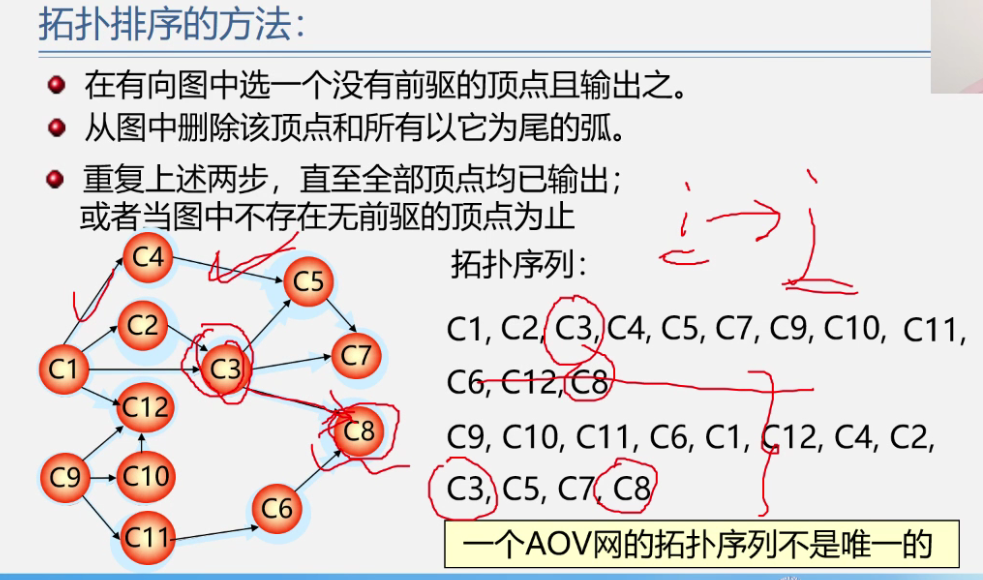 拓扑排序的方法：
在有向图中选一个没有前驱的顶点且输出之。
从图中删除该顶点和所有以它为尾的弧。
重复上述两步，直至全部顶点均已输出；
或者当图中不存在无前驱的顶点为止
i → j
拓扑序列：
C1, C2, C3, C4, C5, C7, C9, C10, C11,
C6, C12, C8
C9, C10, C11, C6, C1, C12, C4, C2,
C3, C5, C7, C8
一个AOV网的拓扑序列不是唯一的
C4
C5
C2
C7
C1
C3
C12
C8
C9
C10
C6
C11